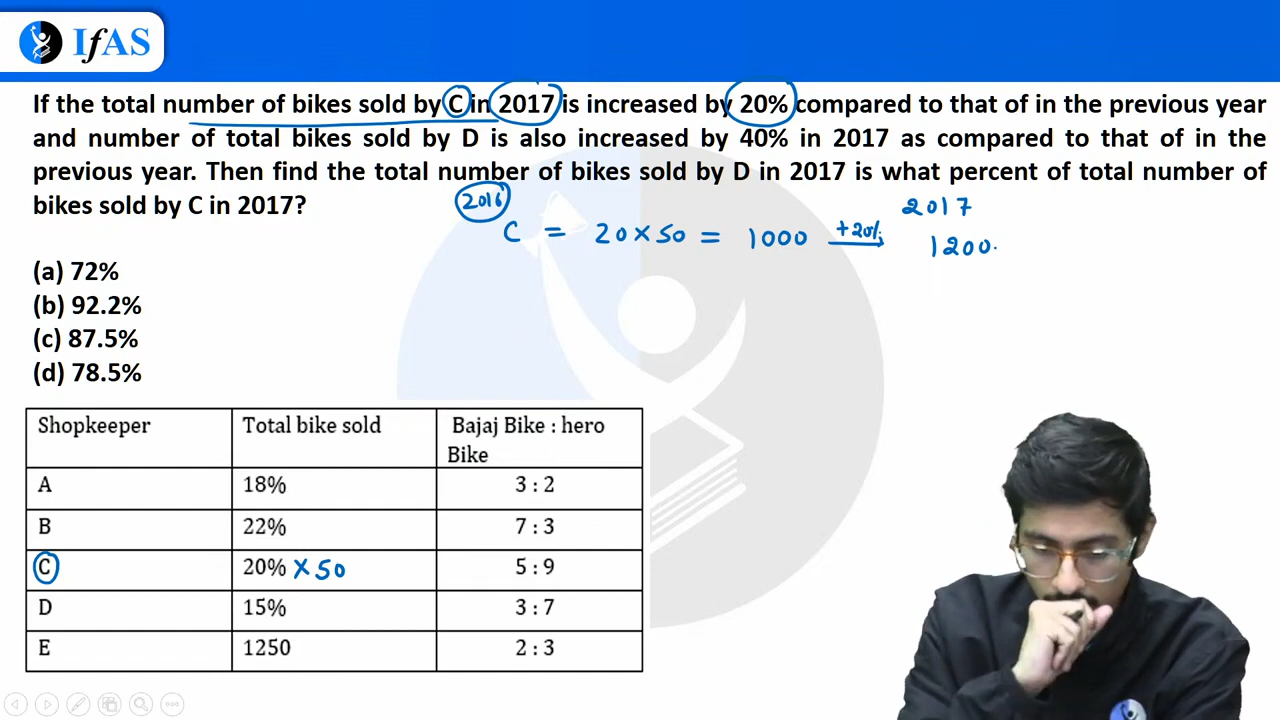 IfAS
If the total number of bikes sold by C in 2017 is increased by 20% compared to that of in the previous year
and number of total bikes sold by D is also increased by 40% in 2017 as compared to that of in the
previous year. Then find the total number of bikes sold by D in 2017 is what percent of total number of
bikes sold by C in 2017?
2016
2017
C = 20 × 50 = 1000 +20% 1200
(a) 72%
(b) 92.2%
(c) 87.5%
(d) 78.5%
Shopkeeper Total bike sold Bajaj Bike : hero
Bike
A 18% 3 : 2
B 22% 7 : 3
C 20% × 50 5 : 9
D 15% 3 : 7
E 1250 2 : 3